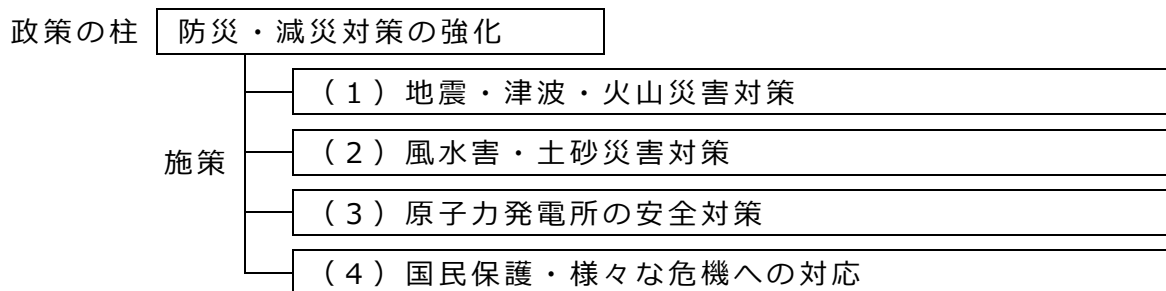 政策の柱 防災・減災対策の強化
（1）地震・津波・火山災害対策
（2）風水害・土砂災害対策
施策
（3）原子力発電所の安全対策
（4）国民保護・様々な危機への対応